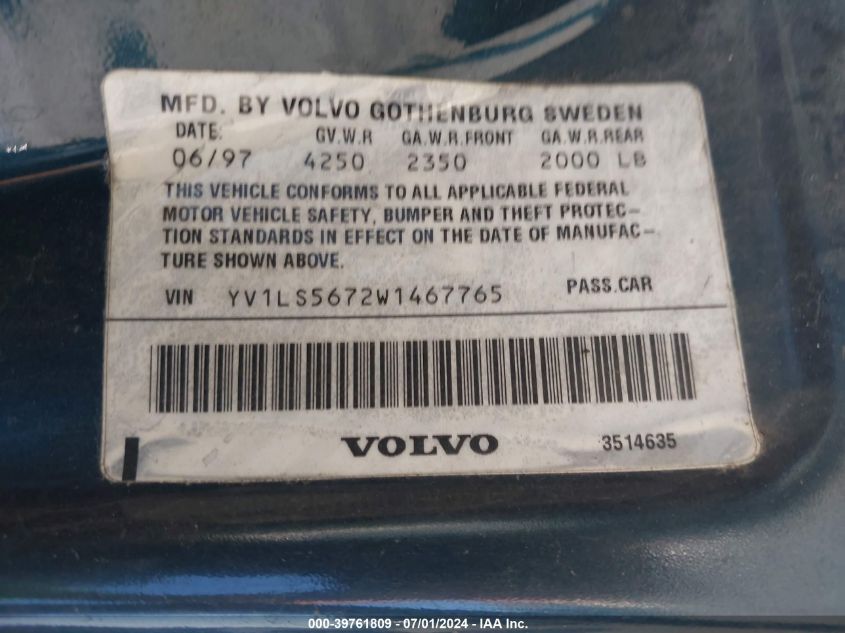 MFD. BY VOLVO GOTHENBURG SWEDEN
DATE: GV.W.R GA.W.R.FRONT GA.W.R.REAR
06/97 4250 2350 2000 LB
THIS VEHICLE CONFORMS TO ALL APPLICABLE FEDERAL
MOTOR VEHICLE SAFETY, BUMPER AND THEFT PROTEC-
TION STANDARDS IN EFFECT ON THE DATE OF MANUFAC-
TURE SHOWN ABOVE.
VIN YV1LS5672W1467765 PASS.CAR
VOLVO 3514635
000-39761809 - 07/01/2024 - IAA Inc.